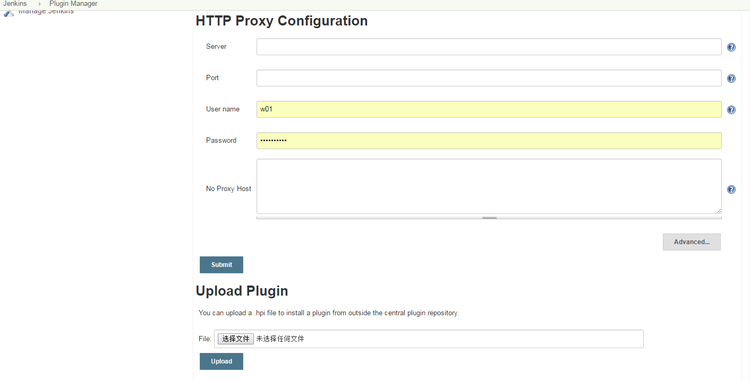 Jenkins › Plugin Manager
Manage Jenkins
HTTP Proxy Configuration
Server
Port
User name w01
Password ••••••••••
No Proxy Host
Advanced...
Submit
Upload Plugin
You can upload a .hpi file to install a plugin from outside the central plugin repository.
File: 选择文件 未选择任何文件
Upload